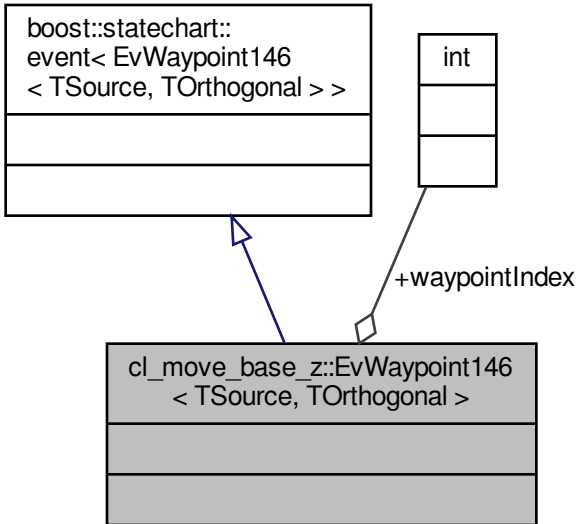 boost::statechart::
event< EvWaypoint146
< TSource, TOrthogonal > >
int
+waypointIndex
cl_move_base_z::EvWaypoint146
< TSource, TOrthogonal >